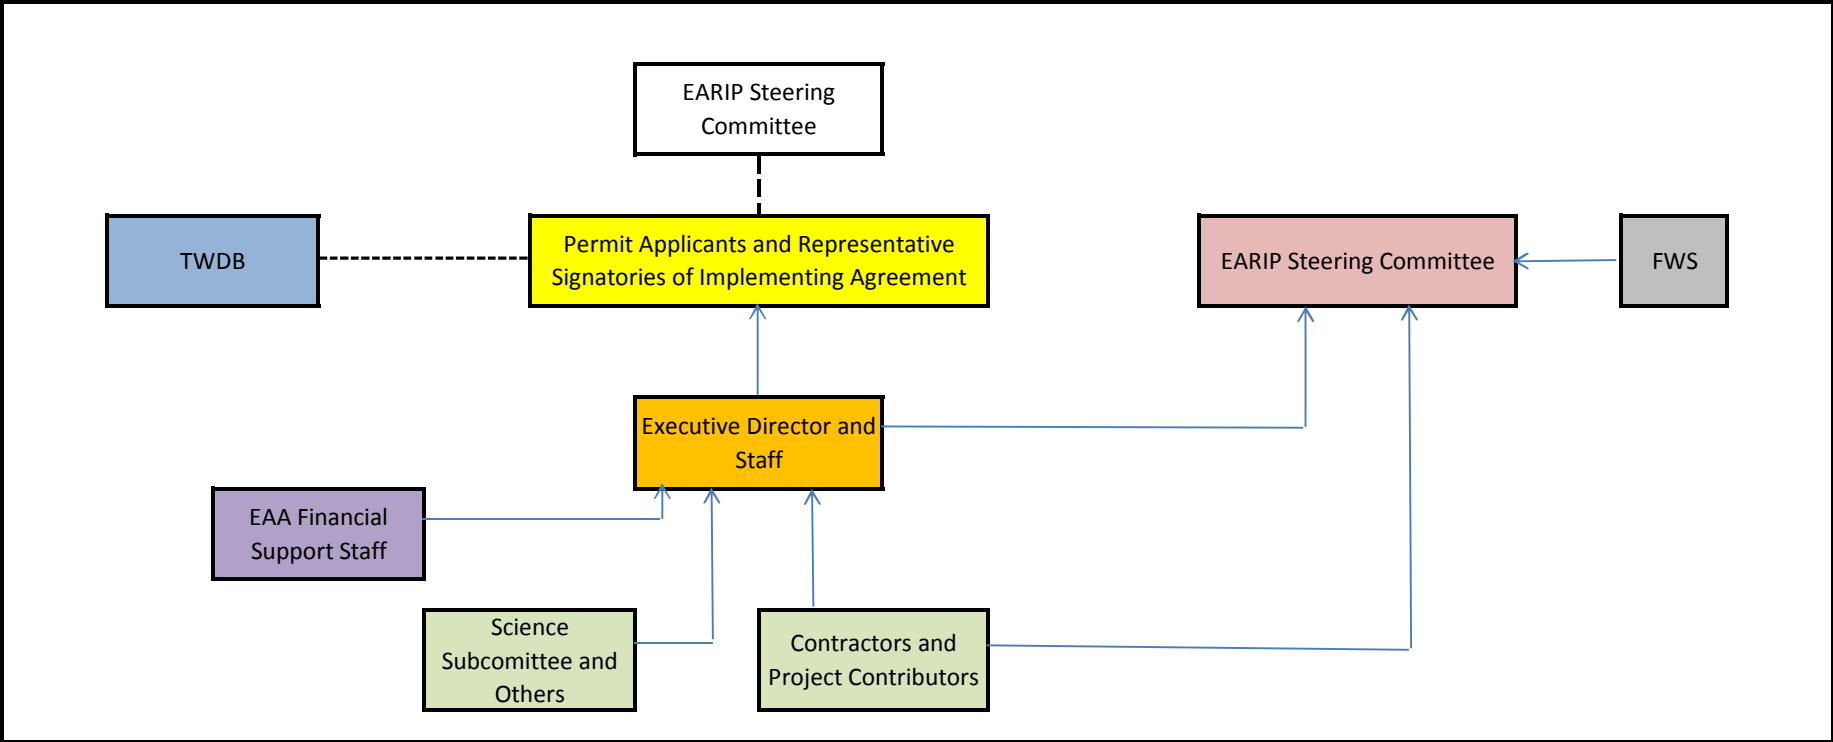 EARIP Steering
Committee
TWDB
Permit Applicants and Representative
Signatories of Implementing Agreement
EARIP Steering Committee
FWS
Executive Director and
Staff
EAA Financial
Support Staff
Science
Subcomittee and
Others
Contractors and
Project Contributors